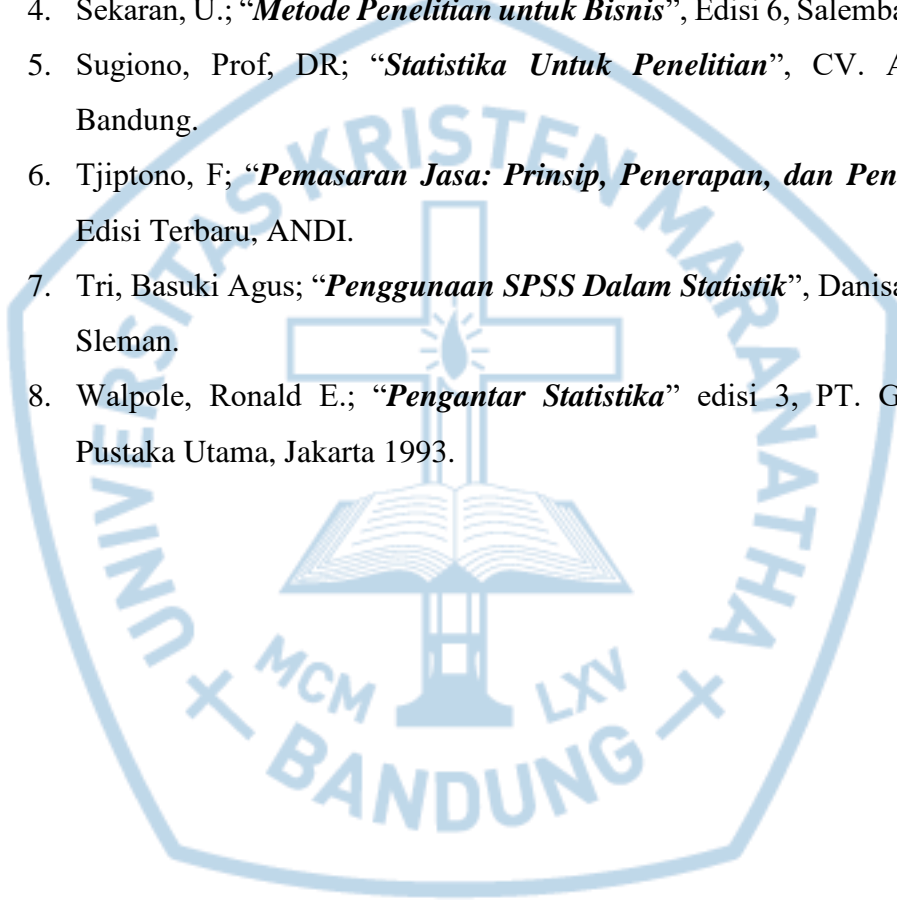 4. Sekaran, U.; “Metode Penelitian untuk Bisnis”, Edisi 6, Salemba
5. Sugiono, Prof, DR; “Statistika Untuk Penelitian”, CV. A
Bandung.
6. Tjiptono, F; “Pemasaran Jasa: Prinsip, Penerapan, dan Pen
Edisi Terbaru, ANDI.
7. Tri, Basuki Agus; “Penggunaan SPSS Dalam Statistik”, Danisa
Sleman.
8. Walpole, Ronald E.; “Pengantar Statistika” edisi 3, PT. G
Pustaka Utama, Jakarta 1993.
UNIVERSITAS KRISTEN MARANATHA
MCM LXV
BANDUNG